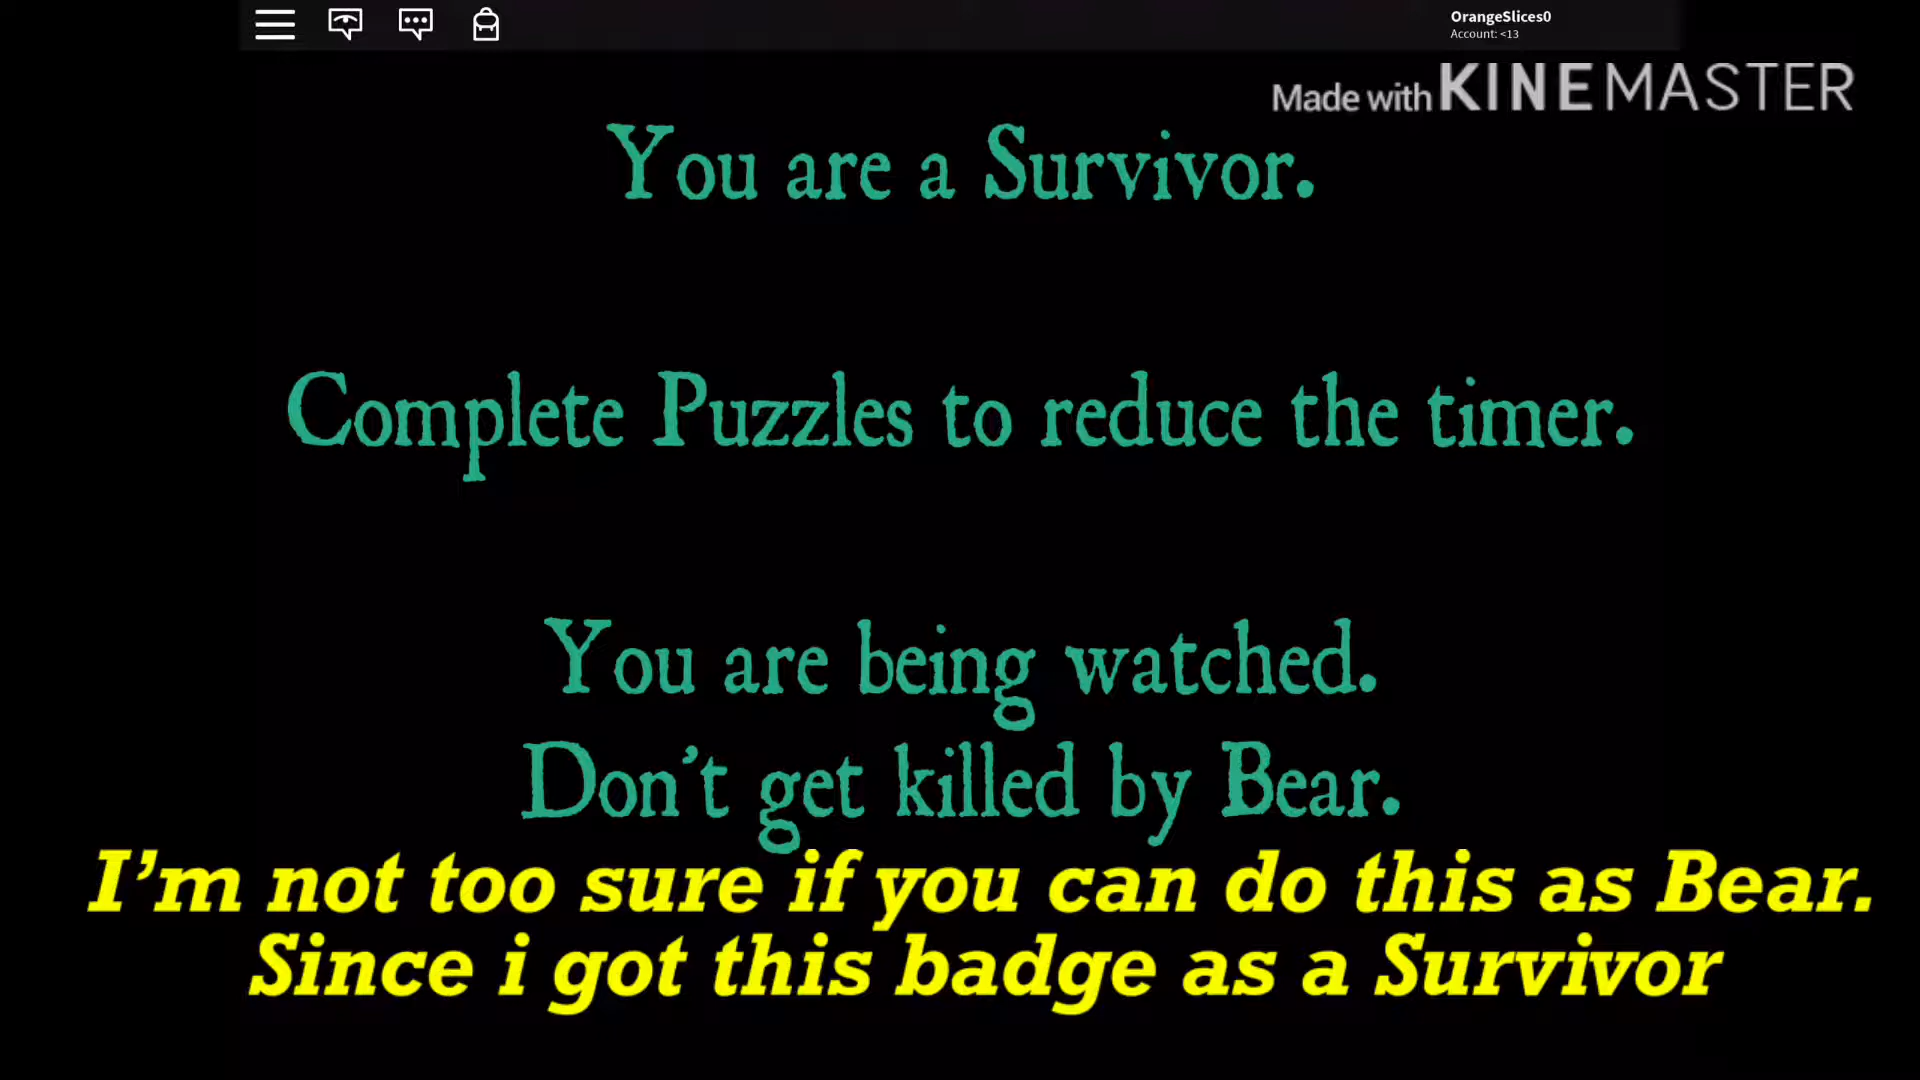 OrangeSlices0
Account: <13
Made with KINEMASTER
You are a Survivor.
Complete Puzzles to reduce the timer.
You are being watched.
Don't get killed by Bear.
I'm not too sure if you can do this as Bear.
Since i got this badge as a Survivor